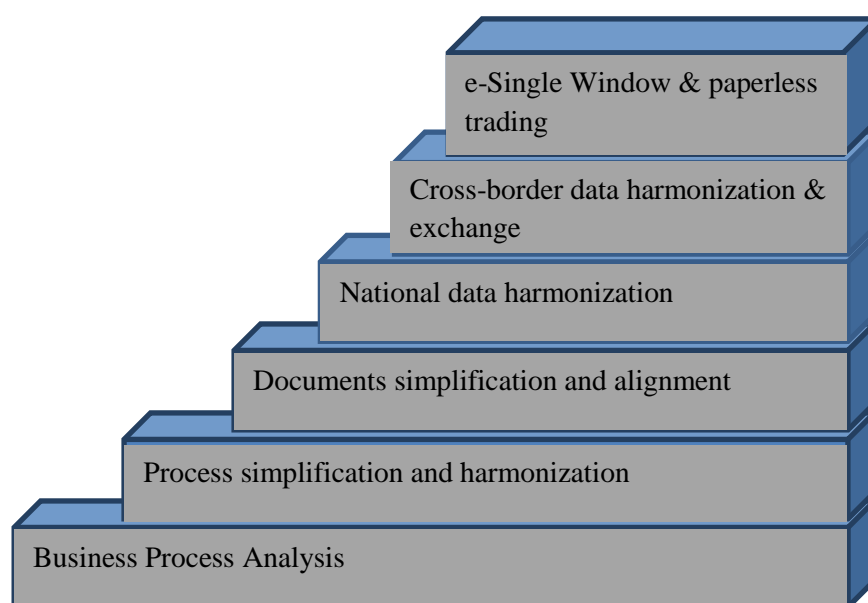 e-Single Window & paperless
trading
Cross-border data harmonization &
exchange
National data harmonization
Documents simplification and alignment
Process simplification and harmonization
Business Process Analysis